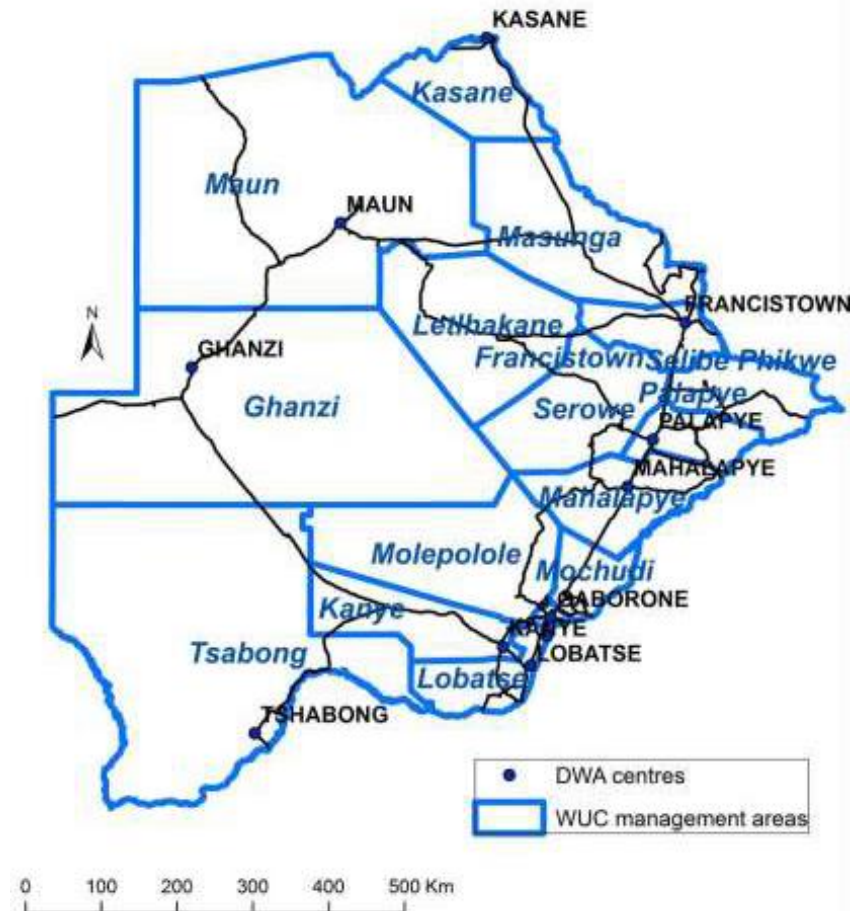 KASANE
Kasane
Maun
MAUN
Masunga
N
FRANCISTOWN
Letlhakane
GHANZI
Francistown
Selibe Phikwe
Ghanzi
Serowe
Palapye
PALAPYE
MAHALAPYE
Mahalapye
Molepolole
Mochudi
GABORONE
Kanye
KANYE
Tsabong
LOBATSE
Lobatse
TSHABONG
DWA centres
WUC management areas
0 100 200 300 400 500 Km